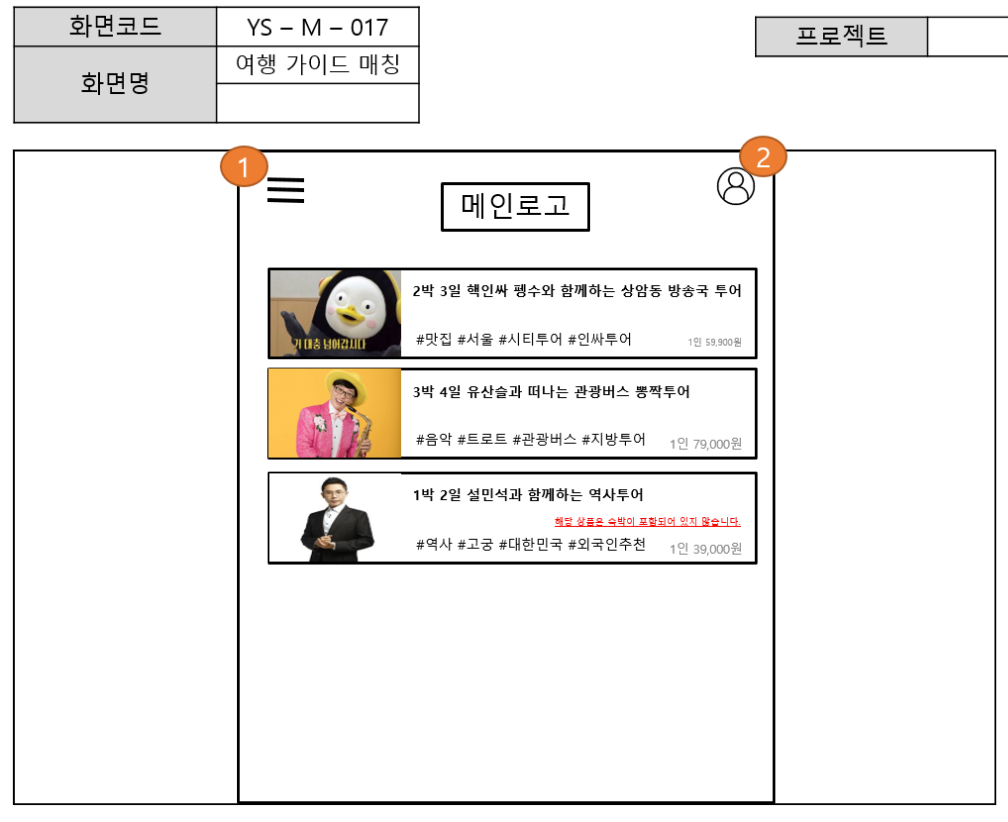 화면코드
YS – M – 017
프로젝트
화면명
여행 가이드 매칭
1
2
메인로고
2박 3일 핵인싸 펭수와 함께하는 상암동 방송국 투어
#맛집 #서울 #시티투어 #인싸투어
1인 59,900원
대충 넘어갑시다
3박 4일 유산슬과 떠나는 관광버스 뽕짝투어
#음악 #트로트 #관광버스 #지방투어
1인 79,000원
1박 2일 설민석과 함께하는 역사투어
해당 상품은 숙박이 포함되어 있지 않습니다.
#역사 #고궁 #대한민국 #외국인추천
1인 39,000원